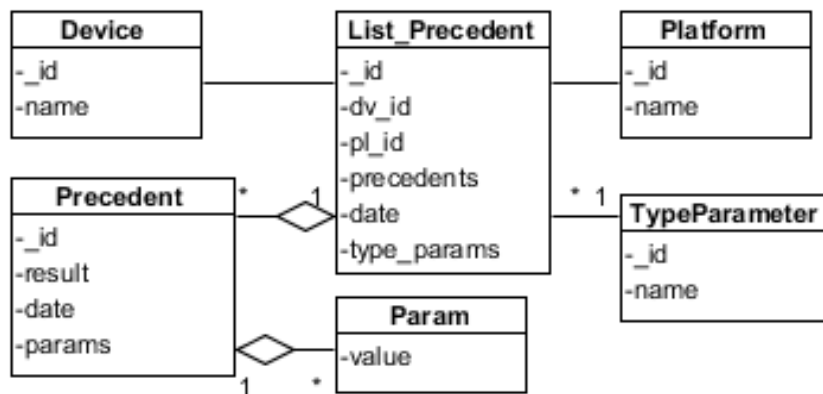 Device
-_id
-name
List_Precedent
-_id
-dv_id
-pl_id
-precedents
-date
-type_params
Platform
-_id
-name
Precedent
-_id
-result
-date
-params
* 1
* 1
TypeParameter
-_id
-name
Param
-value
1 *